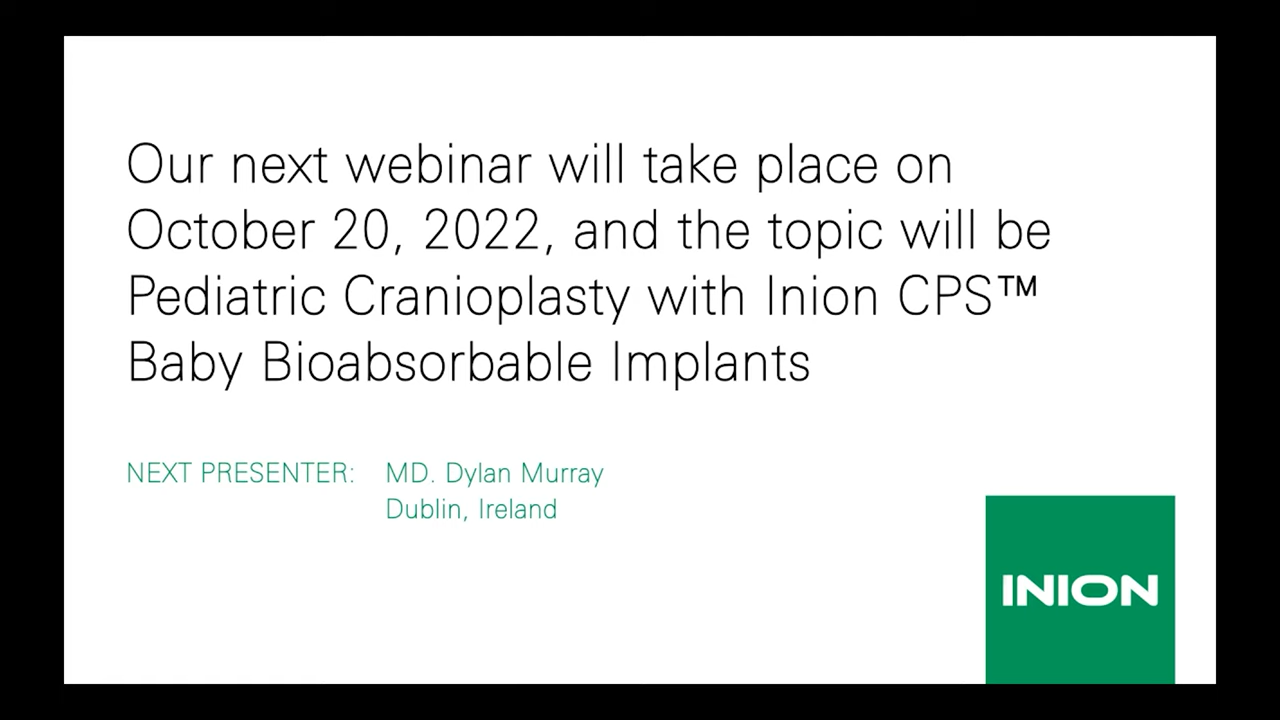 Our next webinar will take place on
October 20, 2022, and the topic will be
Pediatric Cranioplasty with Inion CPS™
Baby Bioabsorbable Implants
NEXT PRESENTER: MD. Dylan Murray
Dublin, Ireland
INION